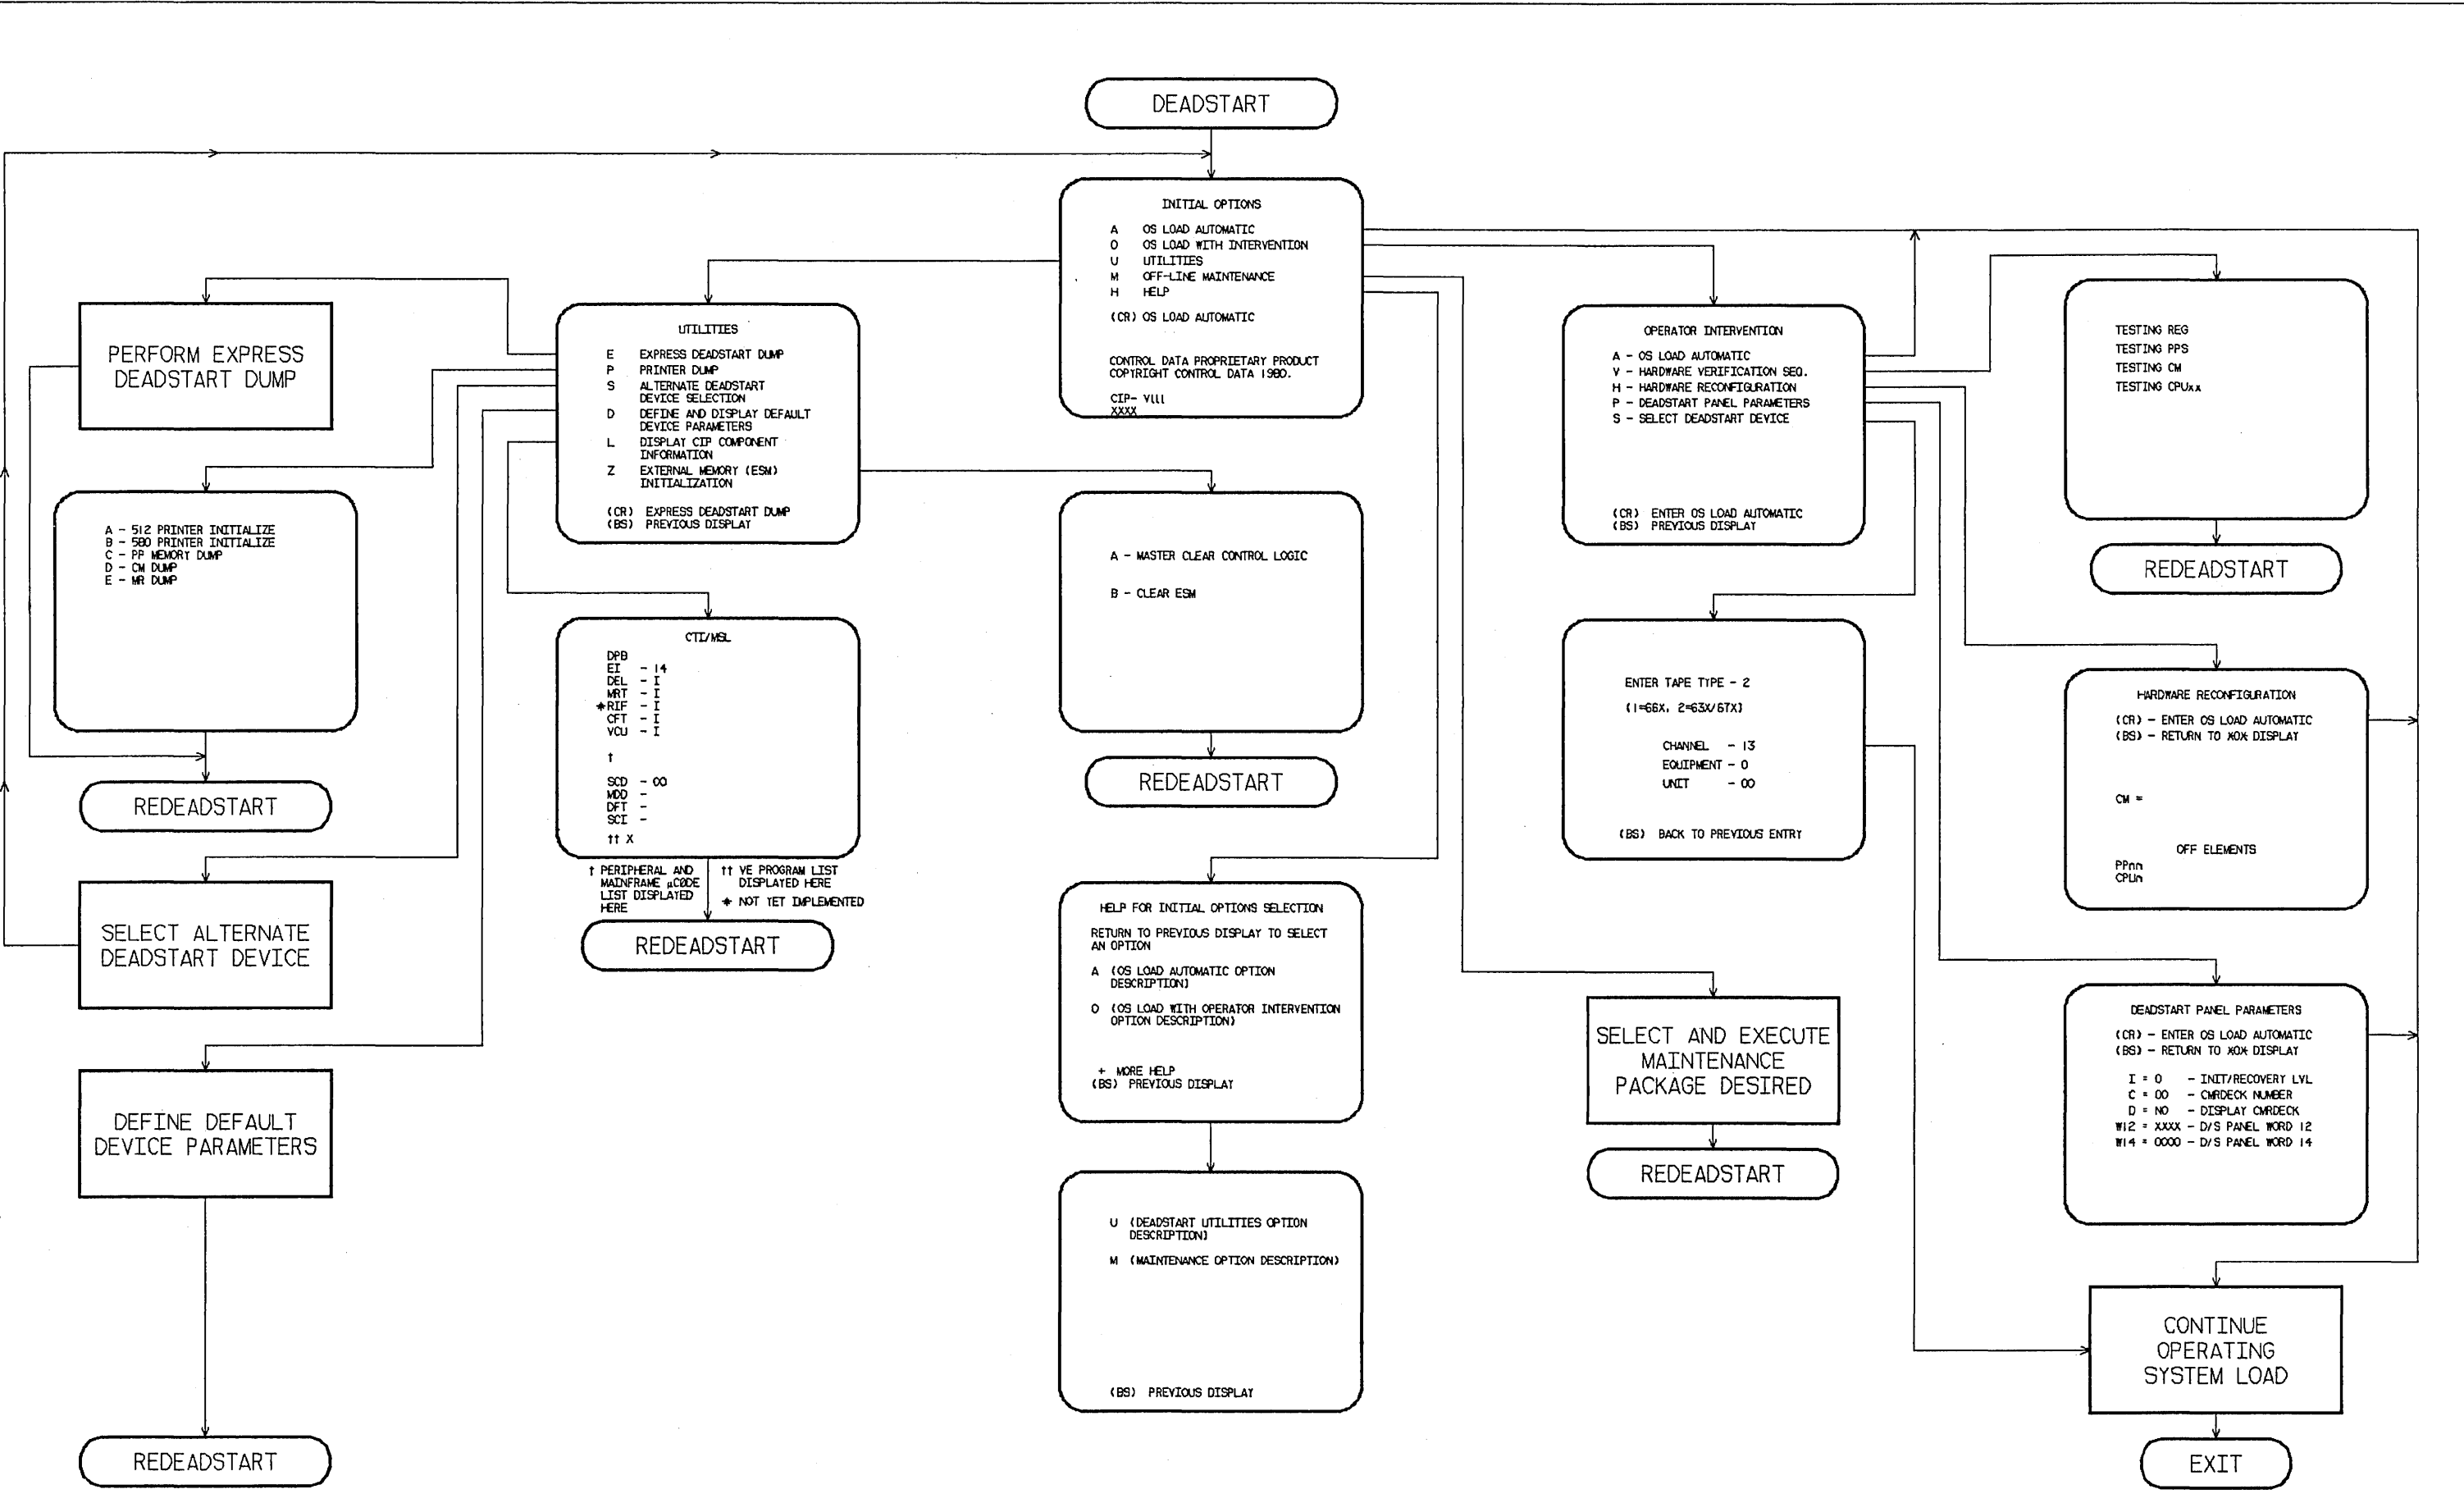 DEADSTART
INITIAL OPTIONS
A OS LOAD AUTOMATIC
O OS LOAD WITH INTERVENTION
U UTILITIES
M OFF-LINE MAINTENANCE
H HELP
(CR) OS LOAD AUTOMATIC
CONTROL DATA PROPRIETARY PRODUCT
COPYRIGHT CONTROL DATA 1980.
CIP- VLLL
XXXX
PERFORM EXPRESS
DEADSTART DUMP
UTILITIES
E EXPRESS DEADSTART DUMP
P PRINTER DUMP
S ALTERNATE DEADSTART
DEVICE SELECTION
D DEFINE AND DISPLAY DEFAULT
DEVICE PARAMETERS
L DISPLAY CIP COMPONENT
INFORMATION
Z EXTERNAL MEMORY (ESM)
INITIALIZATION
(CR) EXPRESS DEADSTART DUMP
(BS) PREVIOUS DISPLAY
OPERATOR INTERVENTION
A - OS LOAD AUTOMATIC
V - HARDWARE VERIFICATION SEQ.
H - HARDWARE RECONFIGURATION
P - DEADSTART PANEL PARAMETERS
S - SELECT DEADSTART DEVICE
(CR) ENTER OS LOAD AUTOMATIC
(BS) PREVIOUS DISPLAY
TESTING REG
TESTING PPS
TESTING CM
TESTING CPUxx
REDEADSTART
A - 512 PRINTER INITIALIZE
B - 580 PRINTER INITIALIZE
C - PP MEMORY DUMP
D - CM DUMP
E - MR DUMP
REDEADSTART
A - MASTER CLEAR CONTROL LOGIC
B - CLEAR ESM
REDEADSTART
CTI/MSL
DPB
EI - 14
DEL - I
MRT - I
*RIF - I
CFT - I
VCU - I
†
SCD - 00
MDD -
DFT -
SCI -
†† X
† PERIPHERAL AND
MAINFRAME µCODE
LIST DISPLAYED
HERE
†† VE PROGRAM LIST
DISPLAYED HERE
* NOT YET IMPLEMENTED
REDEADSTART
ENTER TAPE TYPE - 2
(1=66X, 2=63X/67X)
CHANNEL - 13
EQUIPMENT - 0
UNIT - 00
(BS) BACK TO PREVIOUS ENTRY
HARDWARE RECONFIGURATION
(CR) - ENTER OS LOAD AUTOMATIC
(BS) - RETURN TO *O* DISPLAY
CM =
OFF ELEMENTS
PPnn
CPUn
SELECT ALTERNATE
DEADSTART DEVICE
HELP FOR INITIAL OPTIONS SELECTION
RETURN TO PREVIOUS DISPLAY TO SELECT
AN OPTION
A (OS LOAD AUTOMATIC OPTION
DESCRIPTION)
O (OS LOAD WITH OPERATOR INTERVENTION
OPTION DESCRIPTION)
+ MORE HELP
(BS) PREVIOUS DISPLAY
SELECT AND EXECUTE
MAINTENANCE
PACKAGE DESIRED
REDEADSTART
DEADSTART PANEL PARAMETERS
(CR) - ENTER OS LOAD AUTOMATIC
(BS) - RETURN TO *O* DISPLAY
I = 0 - INIT/RECOVERY LVL
C = 00 - CMRDECK NUMBER
D = NO - DISPLAY CMRDECK
W12 = XXXX - D/S PANEL WORD 12
W14 = 0000 - D/S PANEL WORD 14
DEFINE DEFAULT
DEVICE PARAMETERS
REDEADSTART
U (DEADSTART UTILITIES OPTION
DESCRIPTION)
M (MAINTENANCE OPTION DESCRIPTION)
(BS) PREVIOUS DISPLAY
CONTINUE
OPERATING
SYSTEM LOAD
EXIT